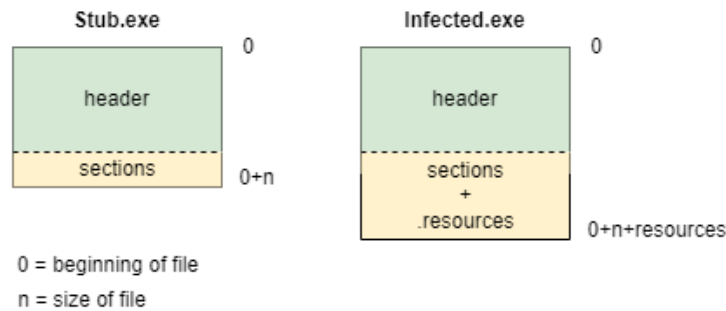 Stub.exe
0
header
sections
0+n
Infected.exe
0
header
sections
+
.resources
0+n+resources
0 = beginning of file
n = size of file